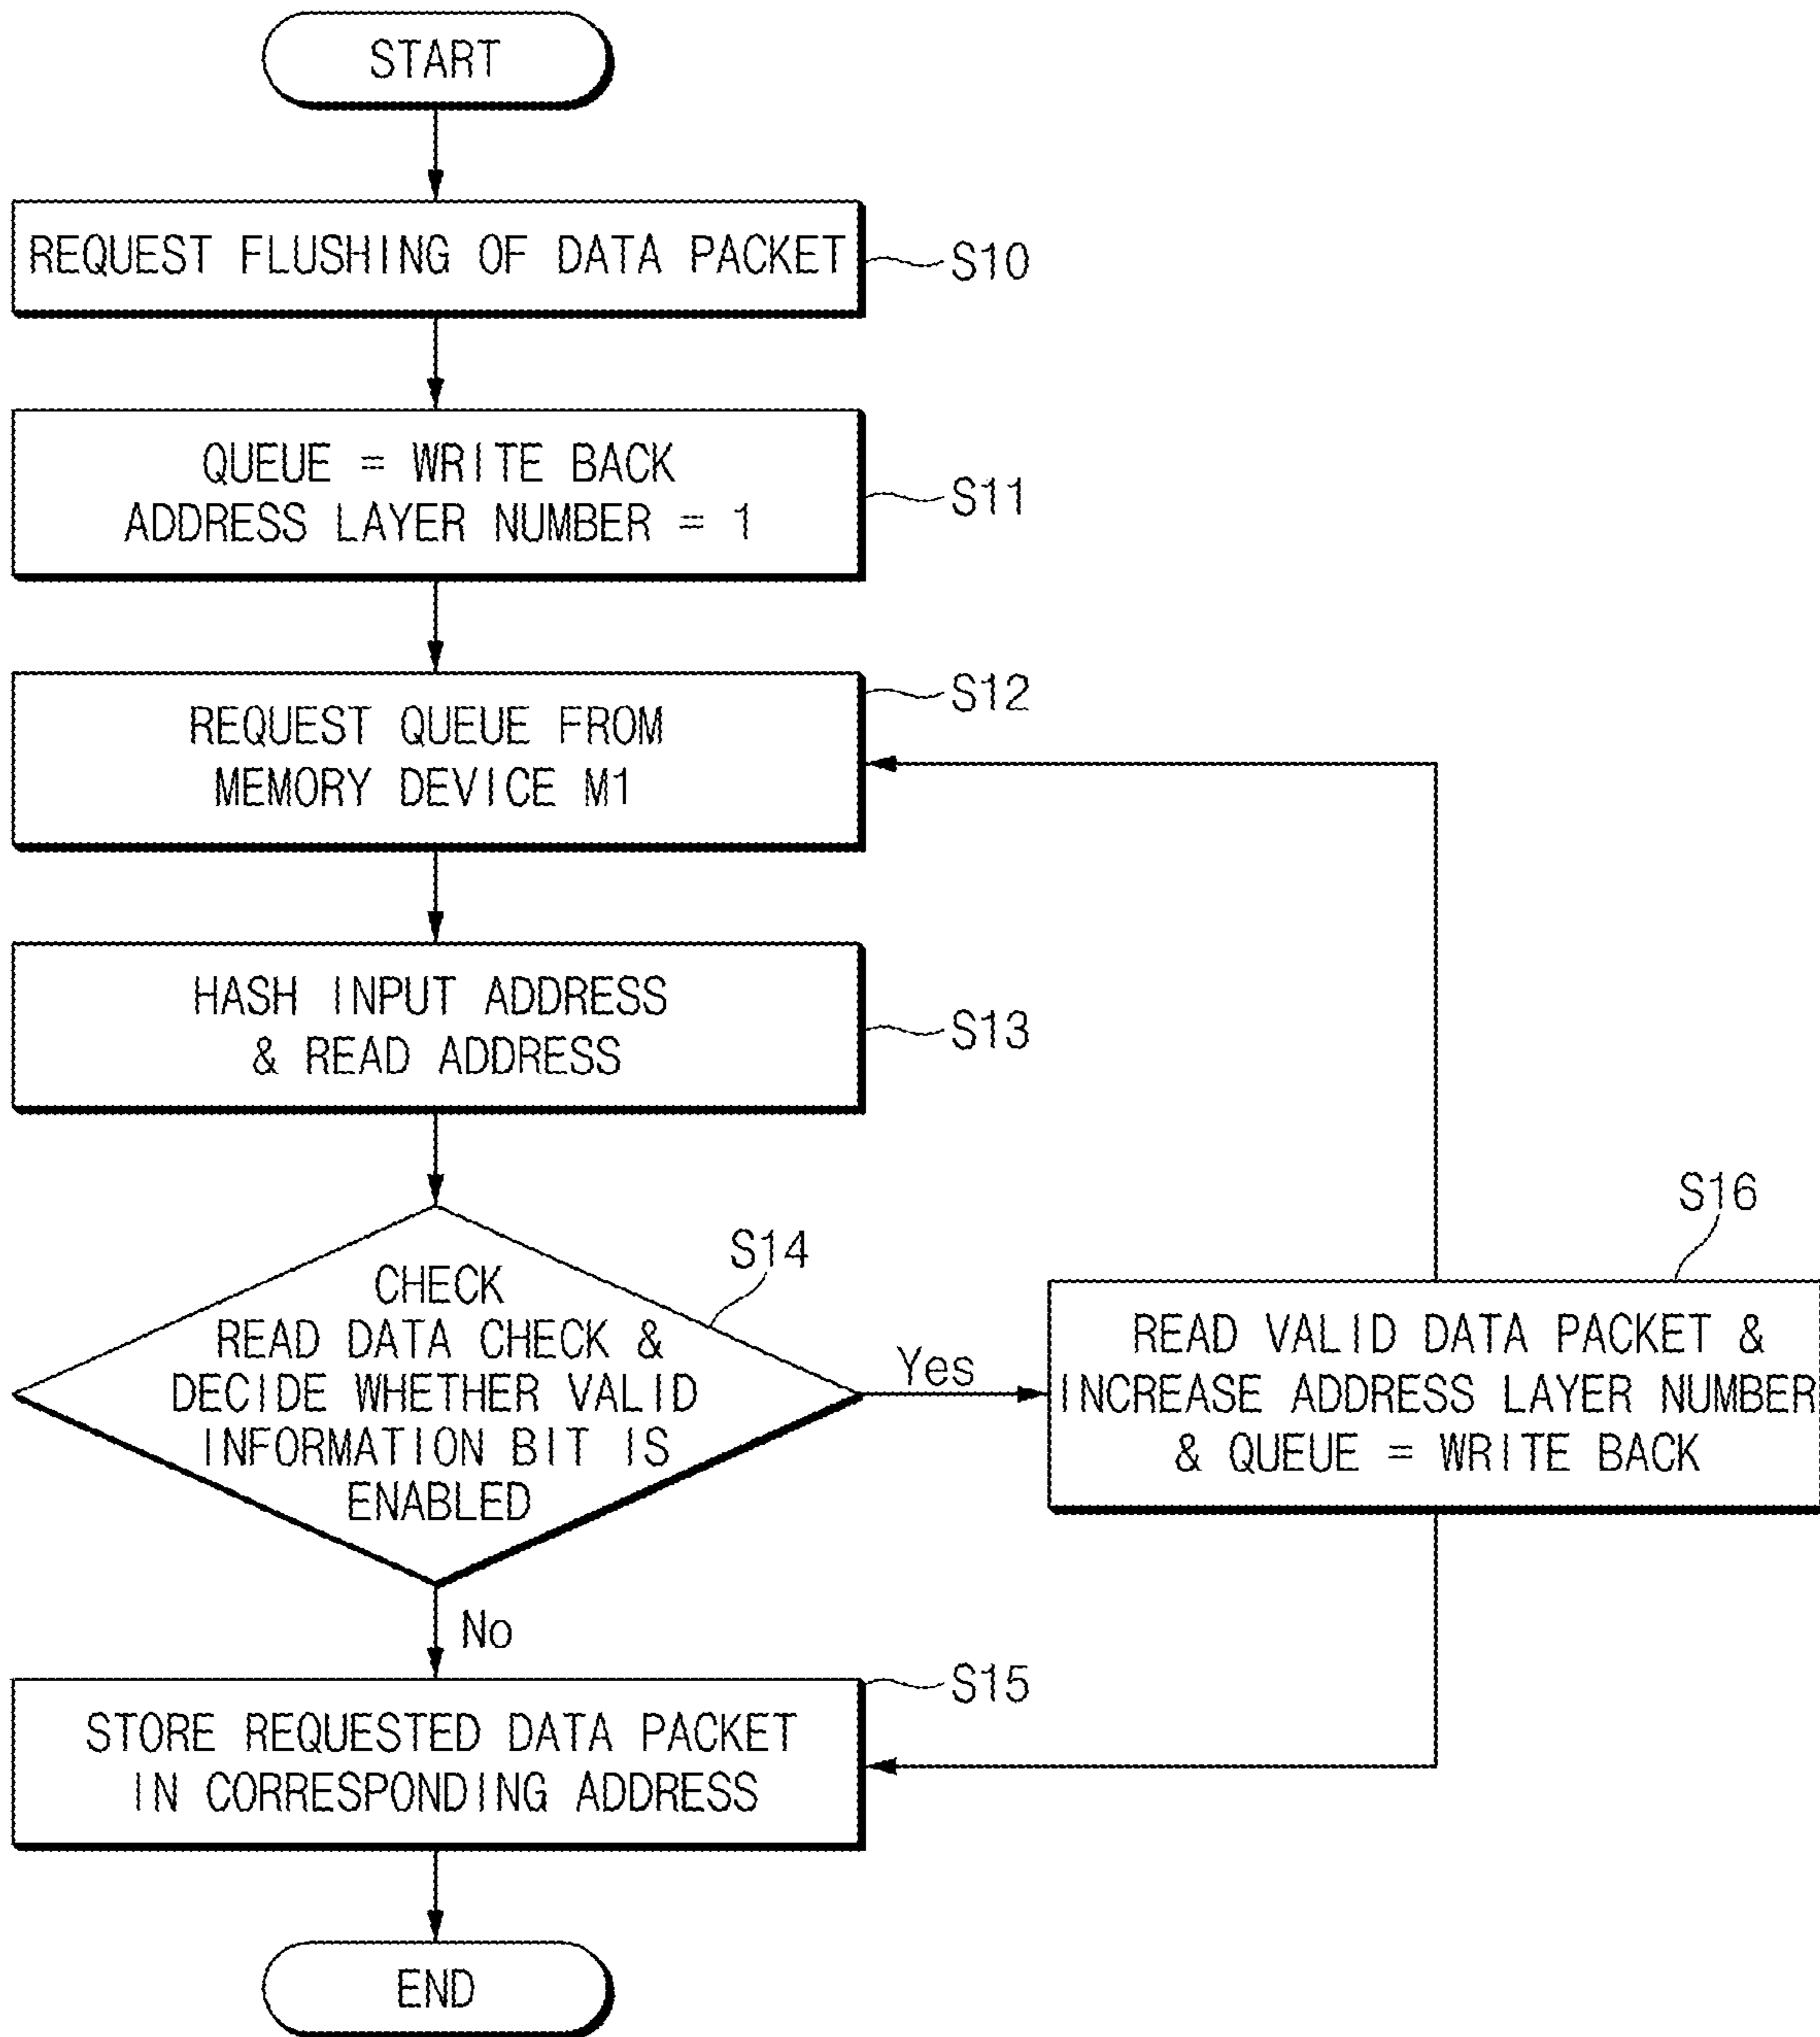 START
REQUEST FLUSHING OF DATA PACKET
S10
QUEUE = WRITE BACK
ADDRESS LAYER NUMBER = 1
S11
REQUEST QUEUE FROM
MEMORY DEVICE M1
S12
HASH INPUT ADDRESS
& READ ADDRESS
S13
CHECK
READ DATA CHECK &
DECIDE WHETHER VALID
INFORMATION BIT IS
ENABLED
S14
Yes
READ VALID DATA PACKET &
INCREASE ADDRESS LAYER NUMBER
& QUEUE = WRITE BACK
S16
No
STORE REQUESTED DATA PACKET
IN CORRESPONDING ADDRESS
S15
END